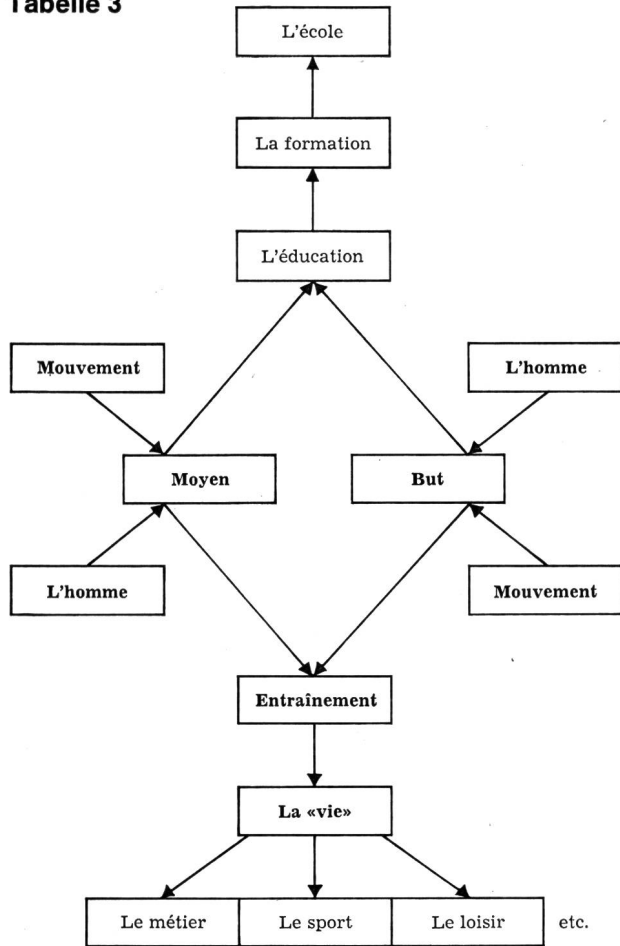 Tabelle 3
L'école
La formation
L'éducation
Mouvement
L'homme
Moyen
But
L'homme
Mouvement
Entraînement
La «vie»
Le métier
Le sport
Le loisir
etc.